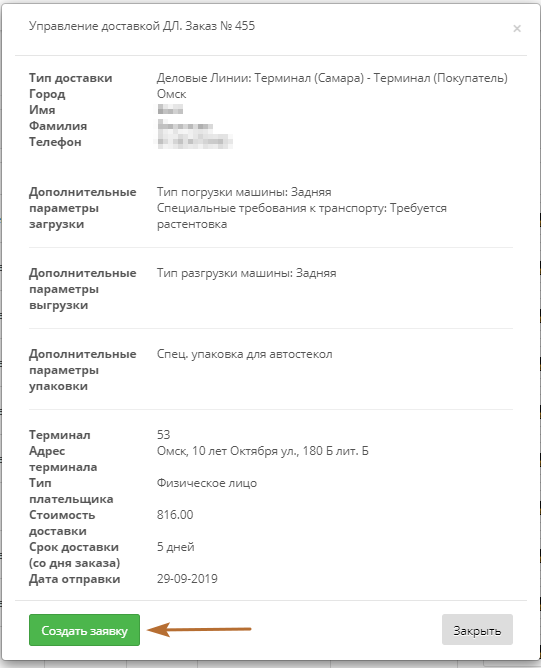 Управление доставкой ДЛ. Заказ № 455
×
Тип доставки Деловые Линии: Терминал (Самара) - Терминал (Покупатель)
Город Омск
Имя
Фамилия
Телефон
Дополнительные Тип погрузки машины: Задняя
параметры Специальные требования к транспорту: Требуется
загрузки растентовка
Дополнительные Тип разгрузки машины: Задняя
параметры
выгрузки
Дополнительные Спец. упаковка для автостекол
параметры
упаковки
Терминал 53
Адрес Омск, 10 лет Октября ул., 180 Б лит. Б
терминала
Тип Физическое лицо
плательщика
Стоимость 816.00
доставки
Срок доставки 5 дней
(со дня заказа)
Дата отправки 29-09-2019
Создать заявку Закрыть